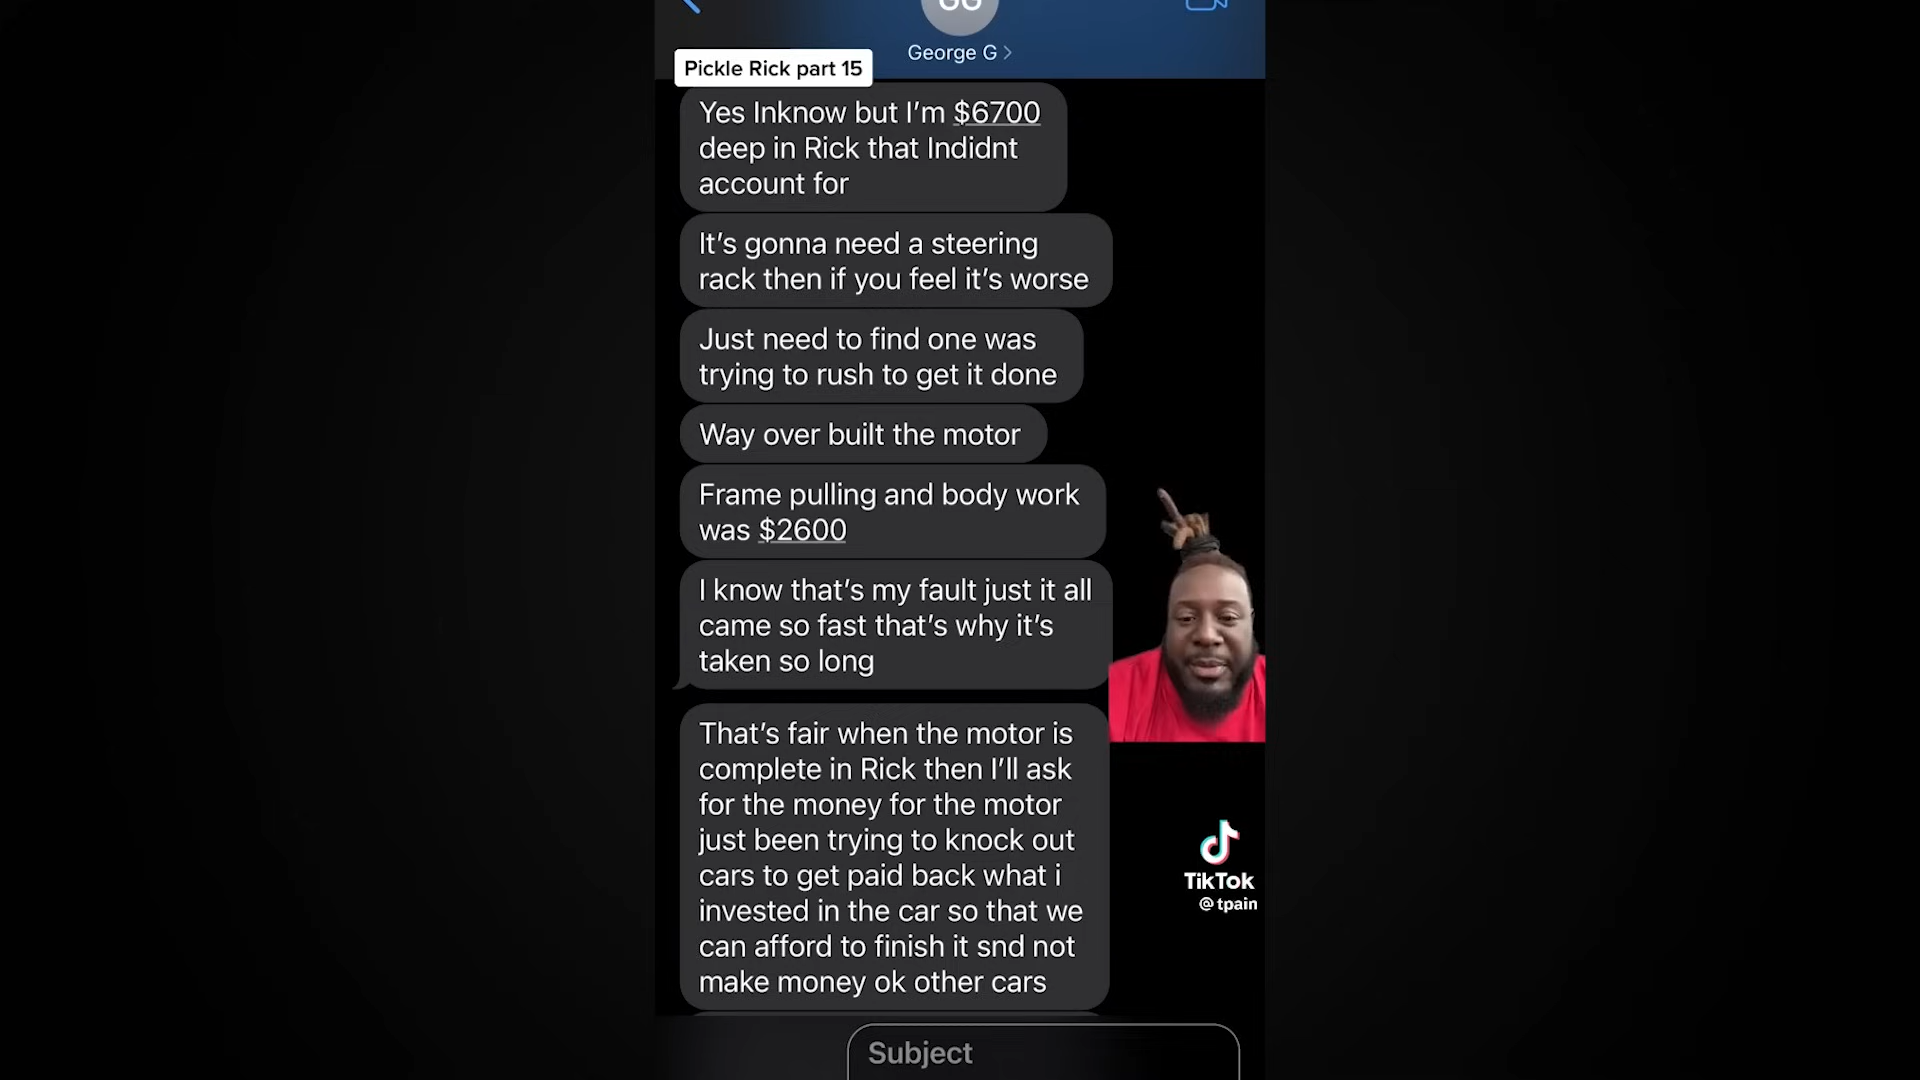 GG
George G
Pickle Rick part 15
Yes Inknow but I'm $6700
deep in Rick that Indidnt
account for
It's gonna need a steering
rack then if you feel it's worse
Just need to find one was
trying to rush to get it done
Way over built the motor
Frame pulling and body work
was $2600
I know that's my fault just it all
came so fast that's why it's
taken so long
That's fair when the motor is
complete in Rick then I'll ask
for the money for the motor
just been trying to knock out
cars to get paid back what i
invested in the car so that we
can afford to finish it snd not
make money ok other cars
TikTok
@tpain
Subject